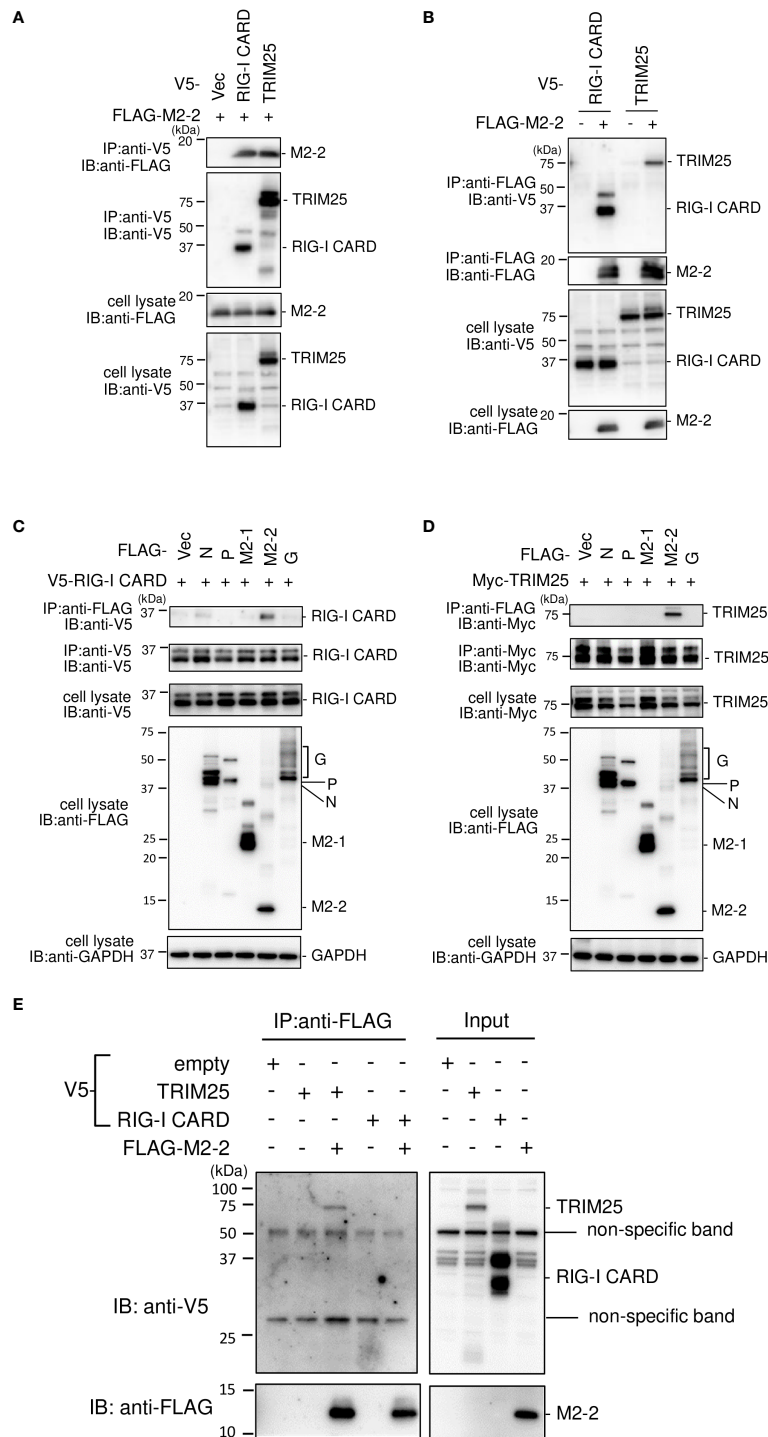 A
V5-
Vec
RIG-I CARD
TRIM25
FLAG-M2-2 + + +
(kDa)
20
IP:anti-V5
IB:anti-FLAG
M2-2
75
50
37
IP:anti-V5
IB:anti-V5
TRIM25
RIG-I CARD
20
cell lysate
IB:anti-FLAG
M2-2
75
50
37
cell lysate
IB:anti-V5
TRIM25
RIG-I CARD
B
V5-
RIG-I CARD
TRIM25
FLAG-M2-2 - + - +
(kDa)
75
50
37
IP:anti-FLAG
IB:anti-V5
TRIM25
RIG-I CARD
20
IP:anti-FLAG
IB:anti-FLAG
M2-2
75
50
37
cell lysate
IB:anti-V5
TRIM25
RIG-I CARD
20
cell lysate
IB:anti-FLAG
M2-2
C
FLAG-
Vec
N
P
M2-1
M2-2
G
V5-RIG-I CARD + + + + + +
(kDa)
IP:anti-FLAG
IB:anti-V5
37
RIG-I CARD
IP:anti-V5
IB:anti-V5
37
RIG-I CARD
cell lysate
IB:anti-V5
37
RIG-I CARD
75
50
37
25
20
15
cell lysate
IB:anti-FLAG
G
P
N
M2-1
M2-2
cell lysate
IB:anti-GAPDH
37
GAPDH
D
FLAG-
Vec
N
P
M2-1
M2-2
G
Myc-TRIM25 + + + + + +
(kDa)
IP:anti-FLAG
IB:anti-Myc
75
TRIM25
IP:anti-Myc
IB:anti-Myc
75
TRIM25
cell lysate
IB:anti-Myc
75
TRIM25
75
50
37
25
20
15
cell lysate
IB:anti-FLAG
G
P
N
M2-1
M2-2
cell lysate
IB:anti-GAPDH
37
GAPDH
E
IP:anti-FLAG Input
V5
empty + - - - - + - - -
TRIM25 - + + - - - + - -
RIG-I CARD - - - + + - - + -
FLAG-M2-2 - - + - + - - - +
(kDa)
100
75
50
37
25
IB: anti-V5
TRIM25
non-specific band
RIG-I CARD
non-specific band
15
IB: anti-FLAG
10
M2-2